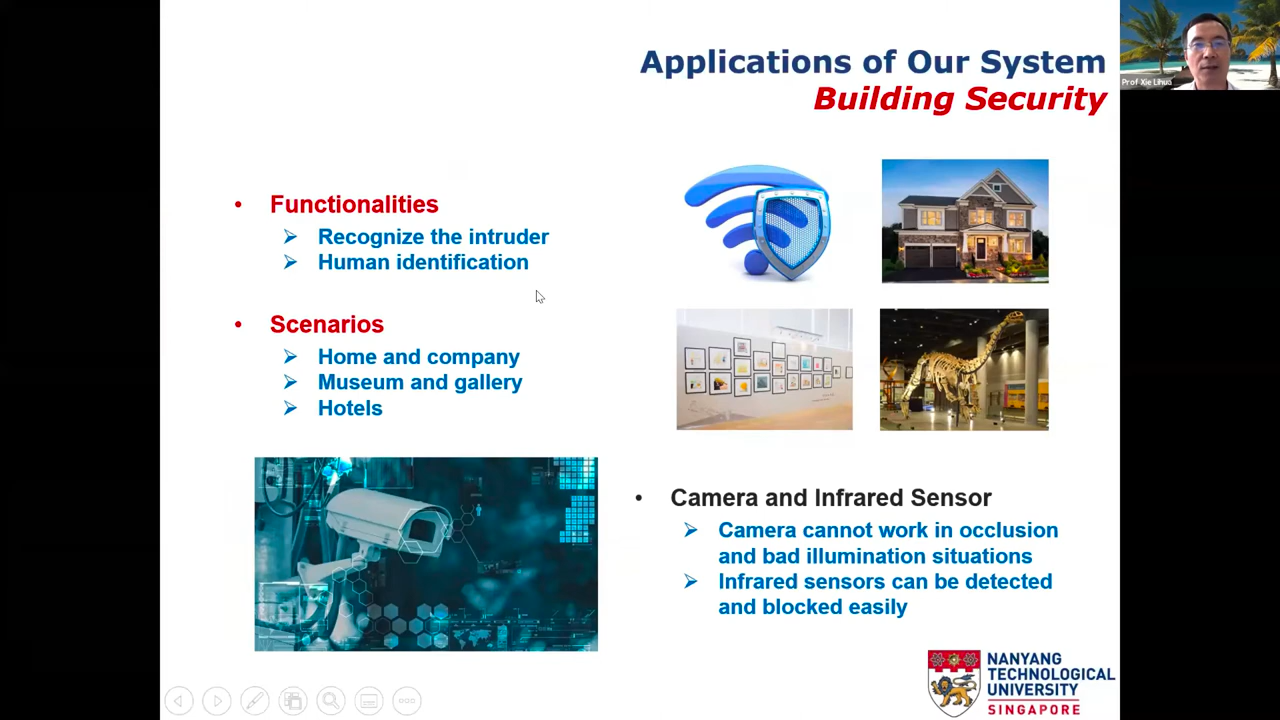 Applications of Our System
Building Security
Prof Xie Lihua
• Functionalities
➢ Recognize the intruder
➢ Human identification
• Scenarios
➢ Home and company
➢ Museum and gallery
➢ Hotels
• Camera and Infrared Sensor
➢ Camera cannot work in occlusion
and bad illumination situations
➢ Infrared sensors can be detected
and blocked easily
NANYANG
TECHNOLOGICAL
UNIVERSITY
SINGAPORE